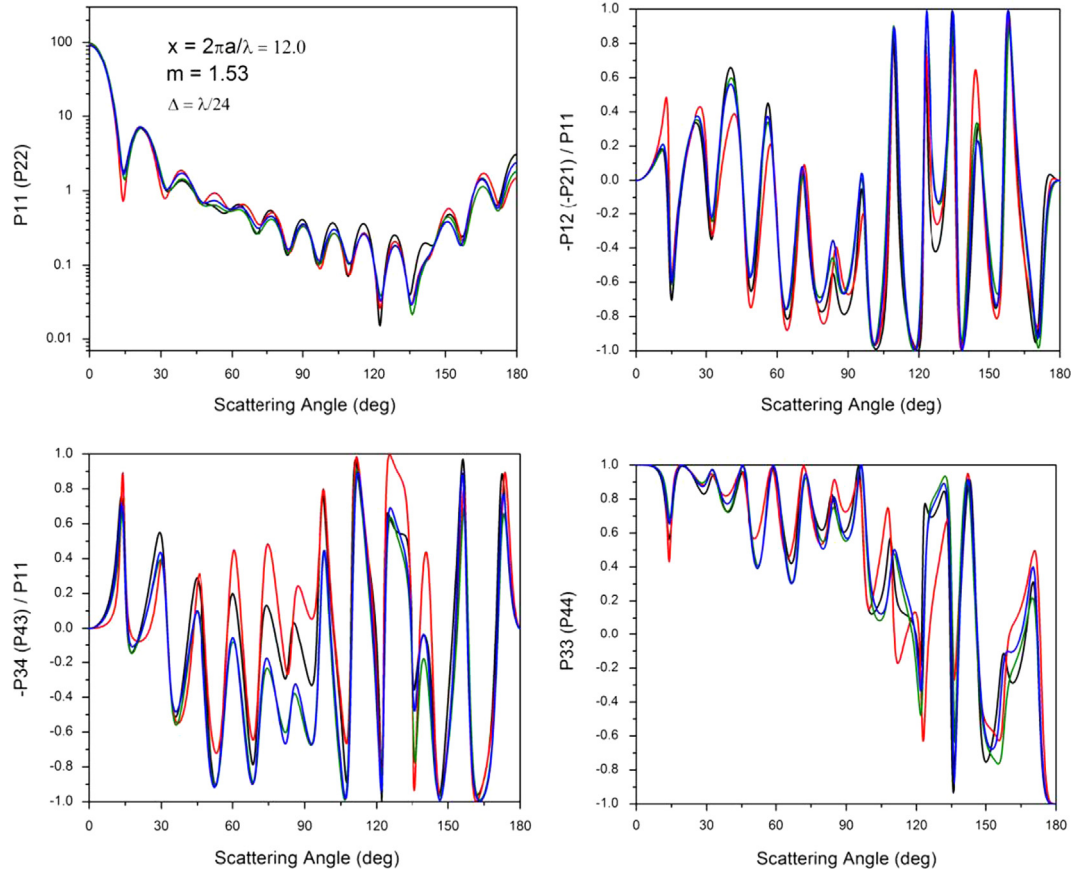 100
10
1
0.1
0.01
P11 (P22)
x = 2πa/λ = 12.0
m = 1.53
Δ = λ/24
0 30 60 90 120 150 180
Scattering Angle (deg)
1.0
0.8
0.6
0.4
0.2
0.0
-0.2
-0.4
-0.6
-0.8
-1.0
-P12 (-P21) / P11
0 30 60 90 120 150 180
Scattering Angle (deg)
1.0
0.8
0.6
0.4
0.2
0.0
-0.2
-0.4
-0.6
-0.8
-1.0
-P34 (P43) / P11
0 30 60 90 120 150 180
Scattering Angle (deg)
1.0
0.8
0.6
0.4
0.2
0.0
-0.2
-0.4
-0.6
-0.8
-1.0
P33 (P44)
0 30 60 90 120 150 180
Scattering Angle (deg)